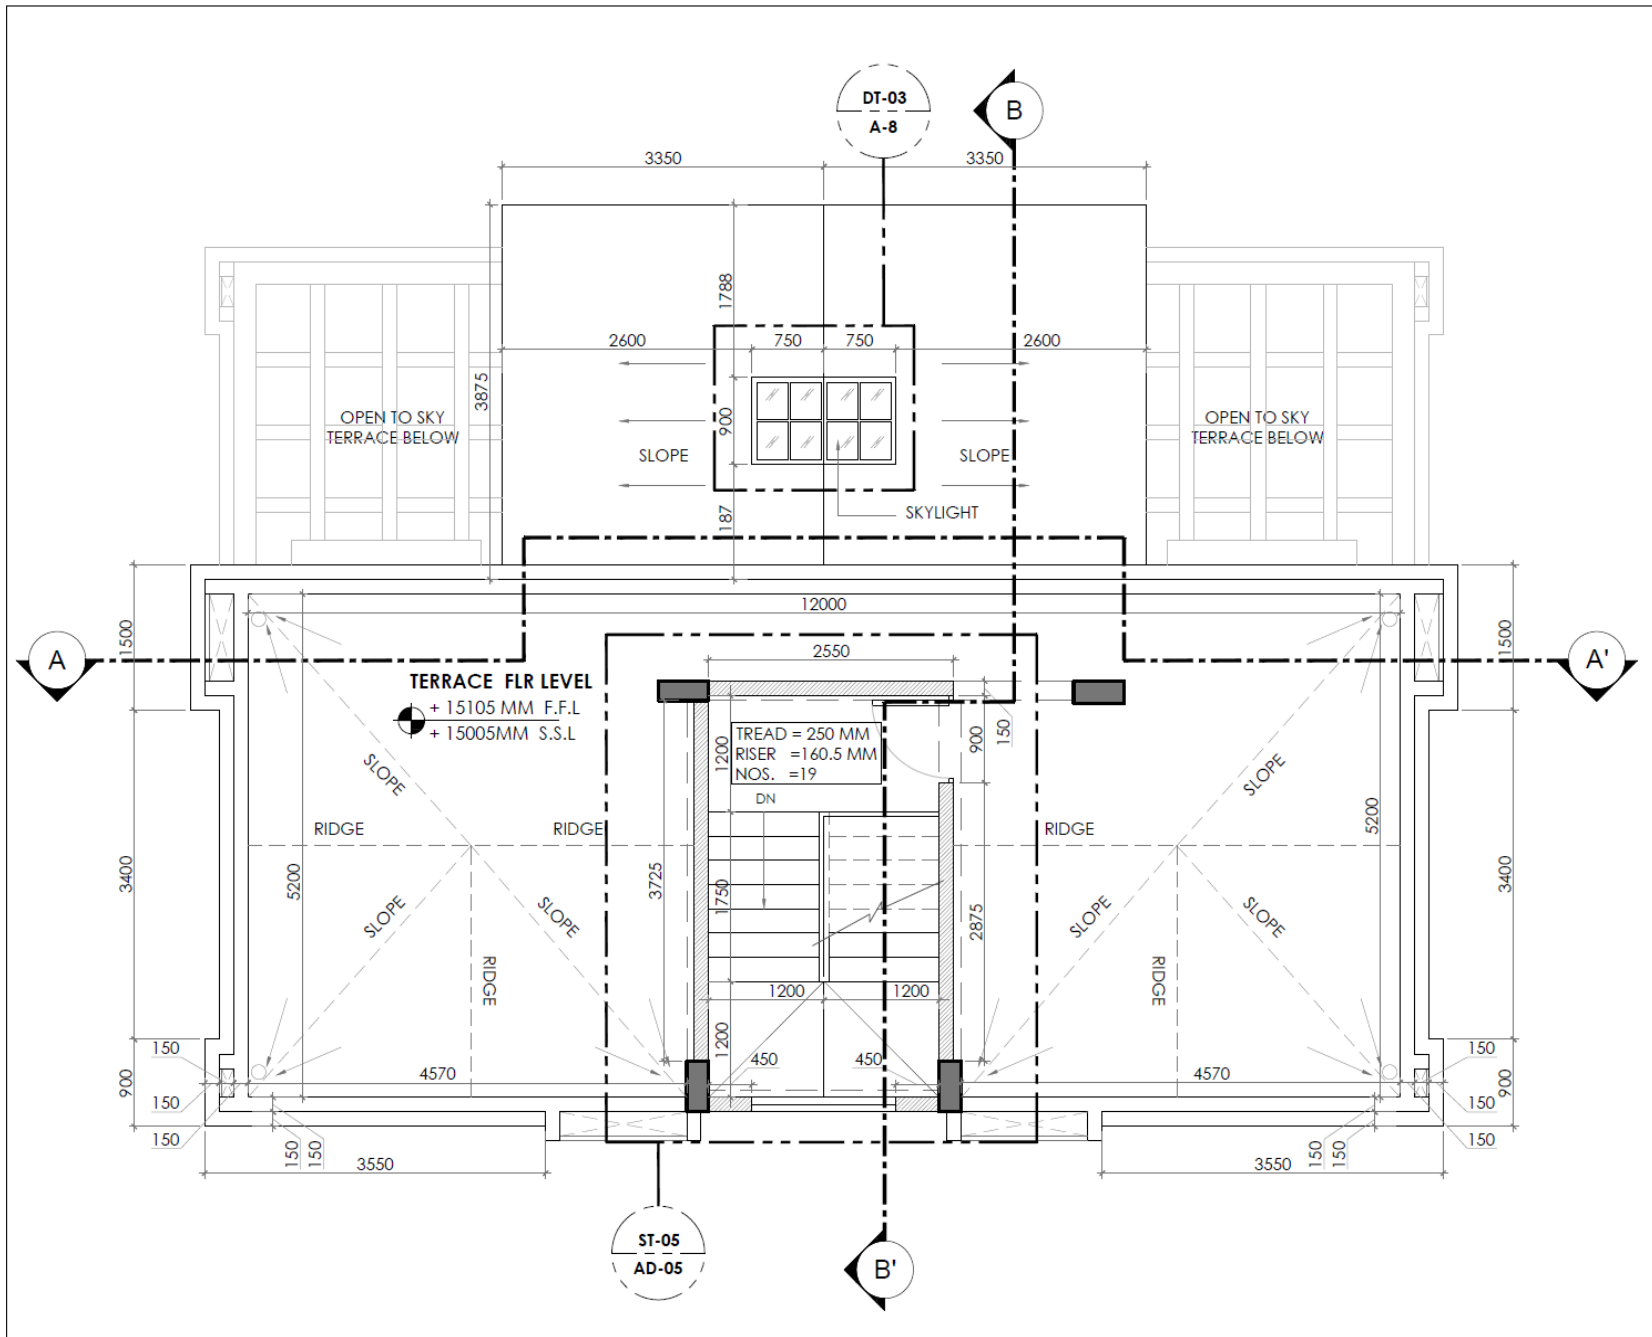 DT-03
A-8
B
3350
3350
1788
2600
750
750
2600
3875
900
OPEN TO SKY
TERRACE BELOW
OPEN TO SKY
TERRACE BELOW
SLOPE
SLOPE
SKYLIGHT
187
12000
1500
1500
A
A'
2550
TERRACE FLR LEVEL
+ 15105 MM F.F.L
+ 15005MM S.S.L
TREAD = 250 MM
RISER =160.5 MM
NOS. =19
1200
900
150
DN
SLOPE
SLOPE
RIDGE
RIDGE
RIDGE
5200
3400
5200
3725
1750
2875
3400
SLOPE
SLOPE
SLOPE
SLOPE
RIDGE
RIDGE
1200
1200
1200
150
4570
450
450
4570
150
900
150
150
900
150
150
150
150
150
150
3550
3550
ST-05
AD-05
B'